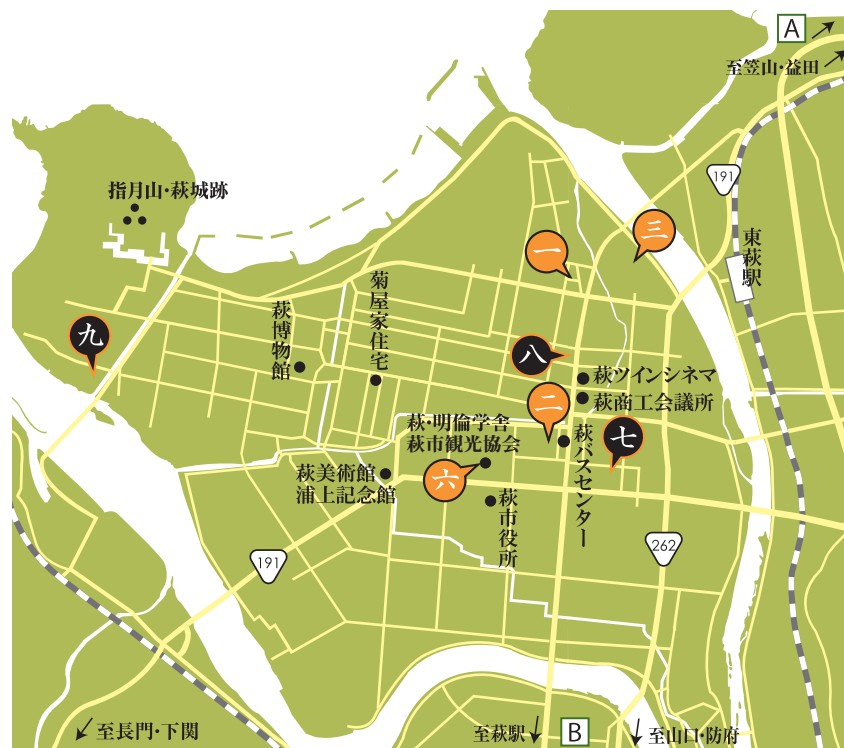 A
至笠山・益田
191
指月山・萩城跡
一
三
東萩駅
菊屋家住宅
萩博物館
九
八
萩ツインシネマ
萩商工会議所
二
萩・明倫学舎
萩市観光協会
七
萩バスセンター
萩美術館
浦上記念館
六
萩市役所
191
262
至長門・下関
至萩駅
B
至山口・防府